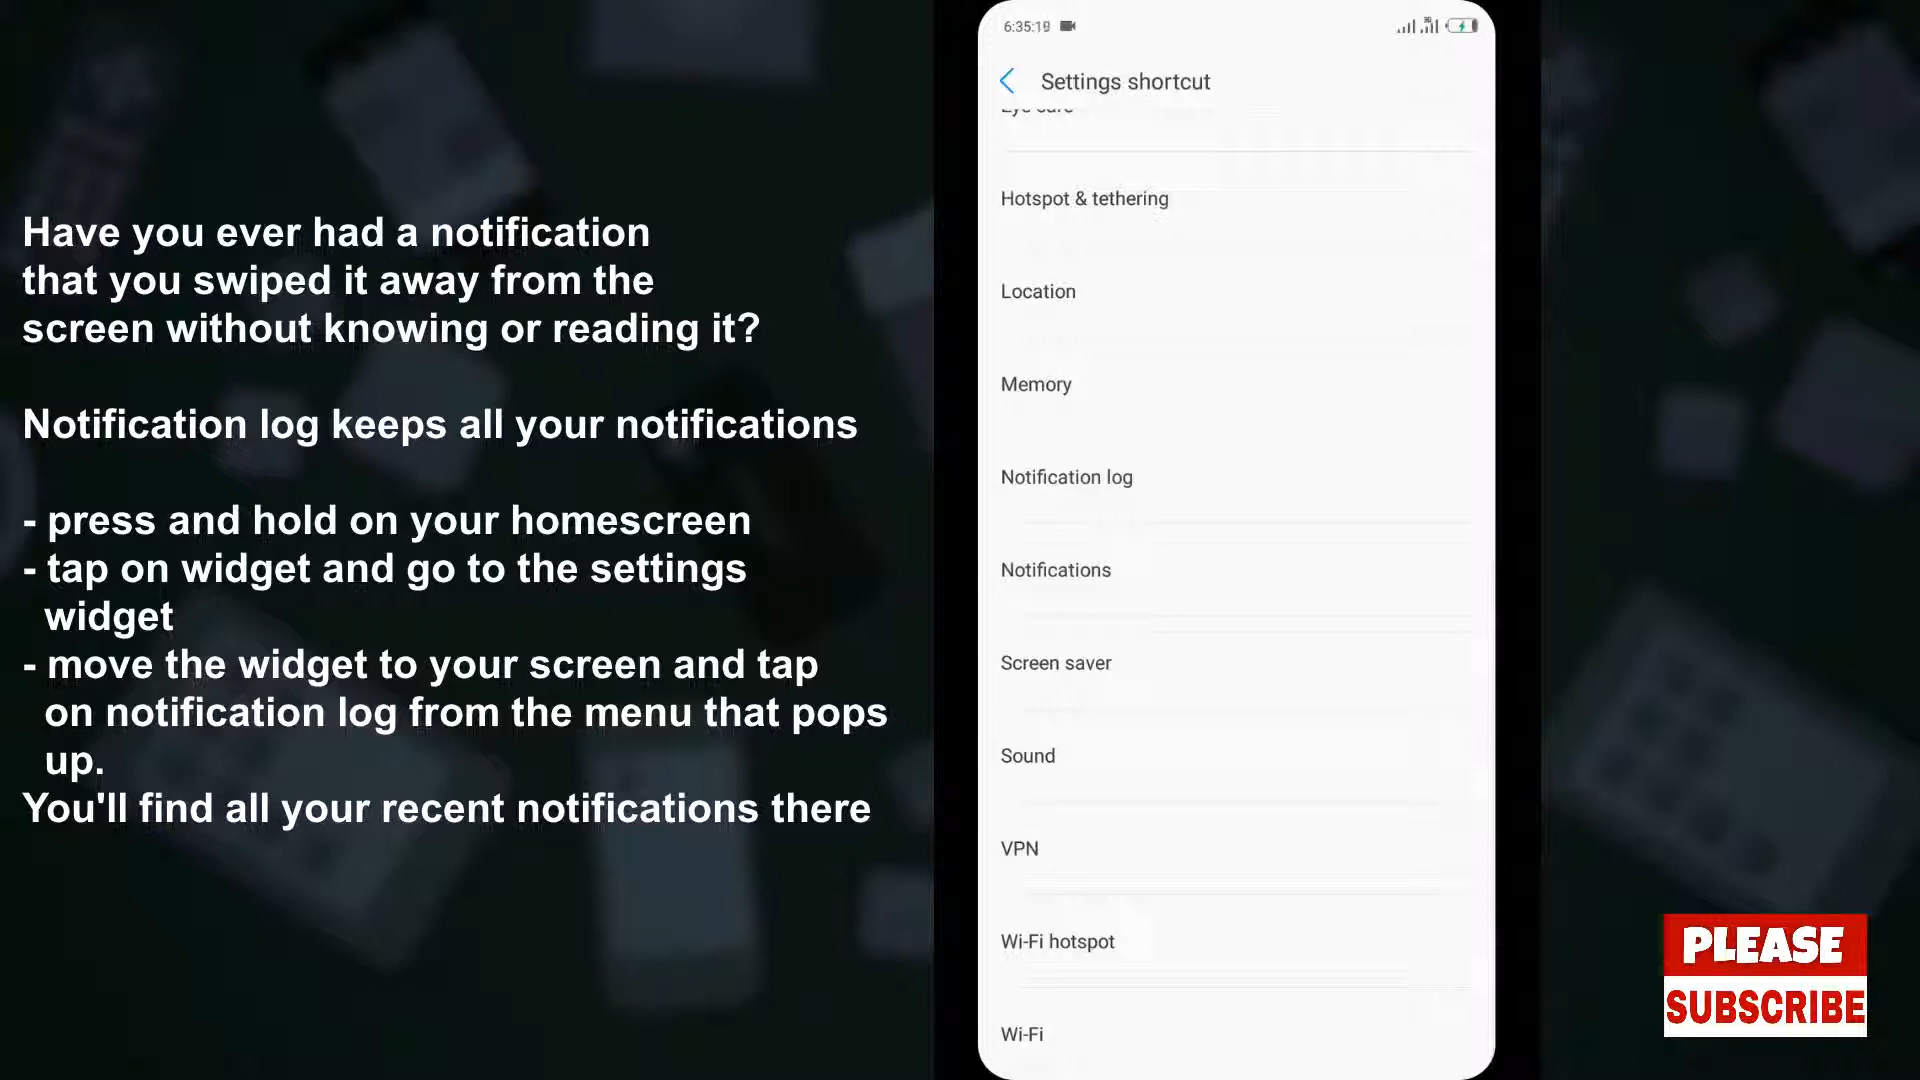 Have you ever had a notification
that you swiped it away from the
screen without knowing or reading it?
Notification log keeps all your notifications
- press and hold on your homescreen
- tap on widget and go to the settings
widget
- move the widget to your screen and tap
on notification log from the menu that pops
up.
You'll find all your recent notifications there
6:35:19
Settings shortcut
Hotspot & tethering
Location
Memory
Notification log
Notifications
Screen saver
Sound
VPN
Wi-Fi hotspot
Wi-Fi
PLEASE
SUBSCRIBE